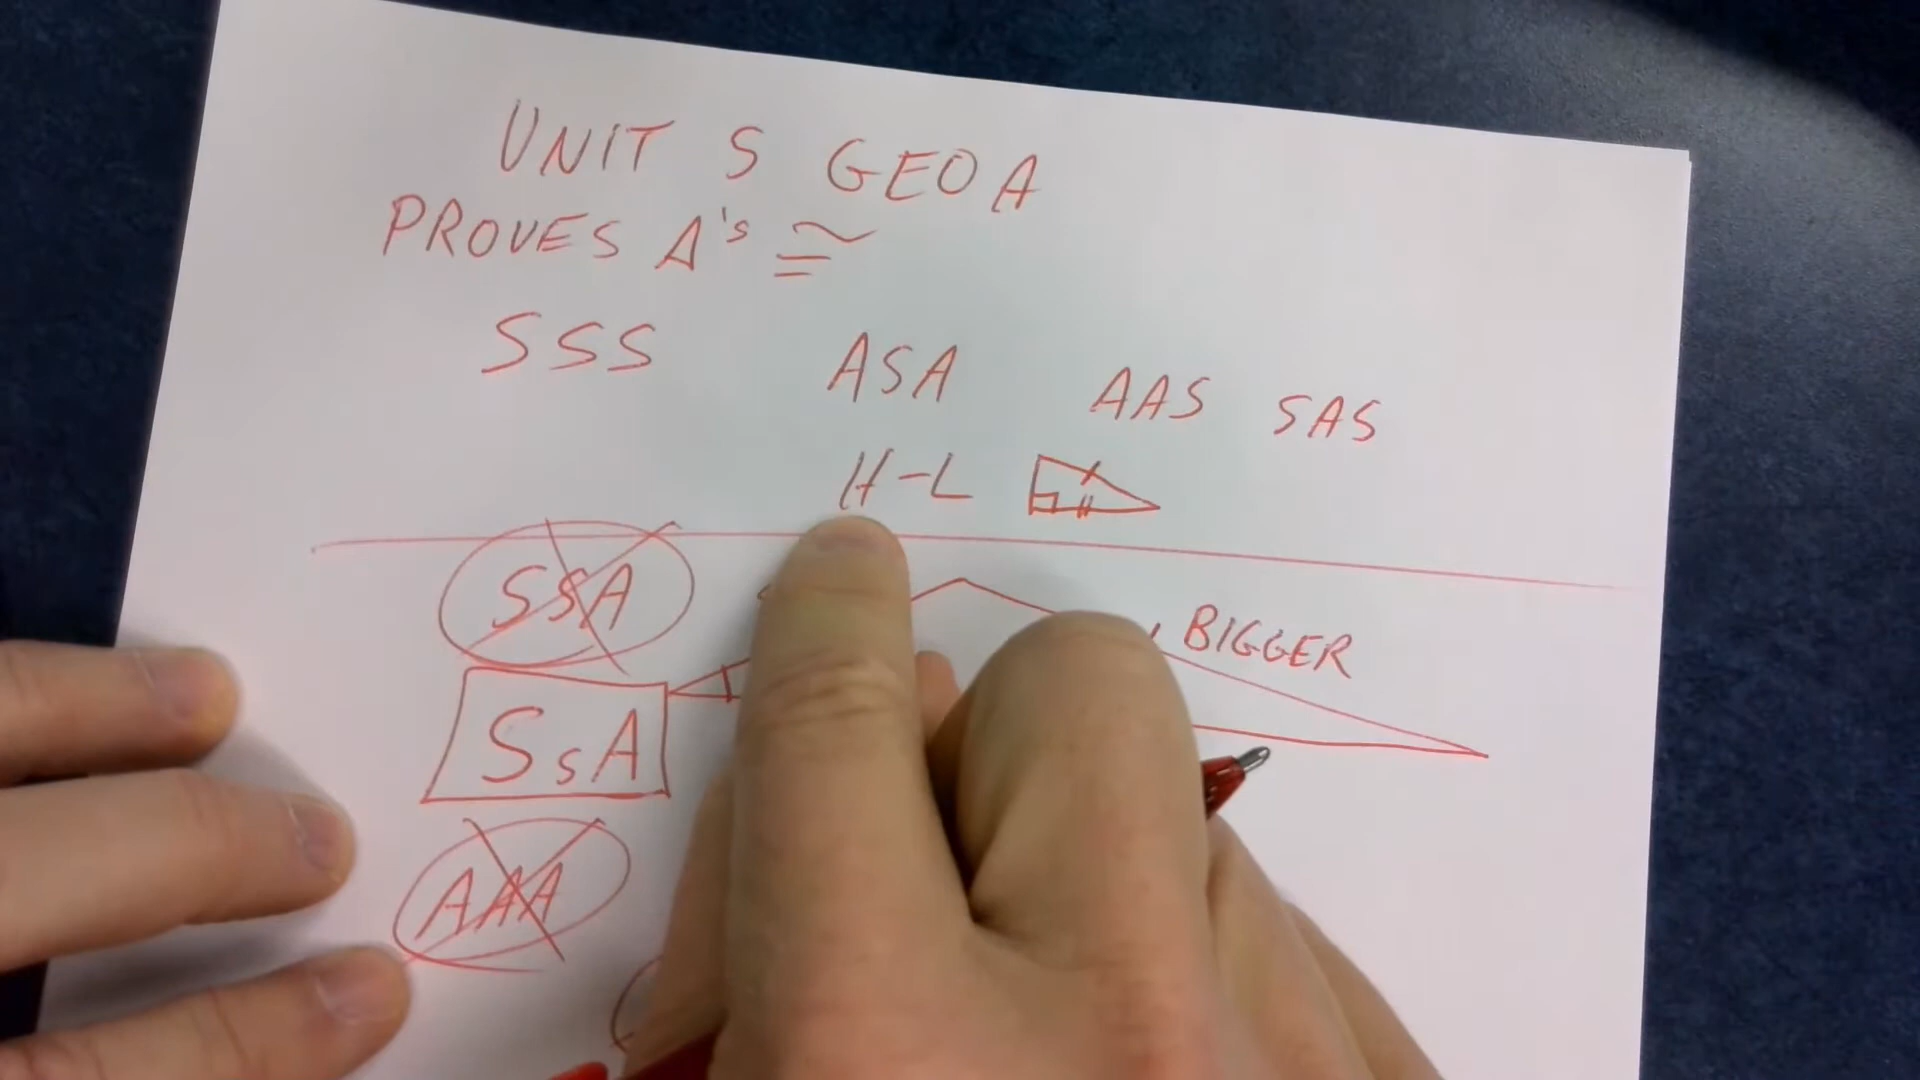 UNIT 5 GEO A
PROVES A's ≅
SSS ASA AAS SAS
H-L
SSA
BIGGER
SsA
AAA